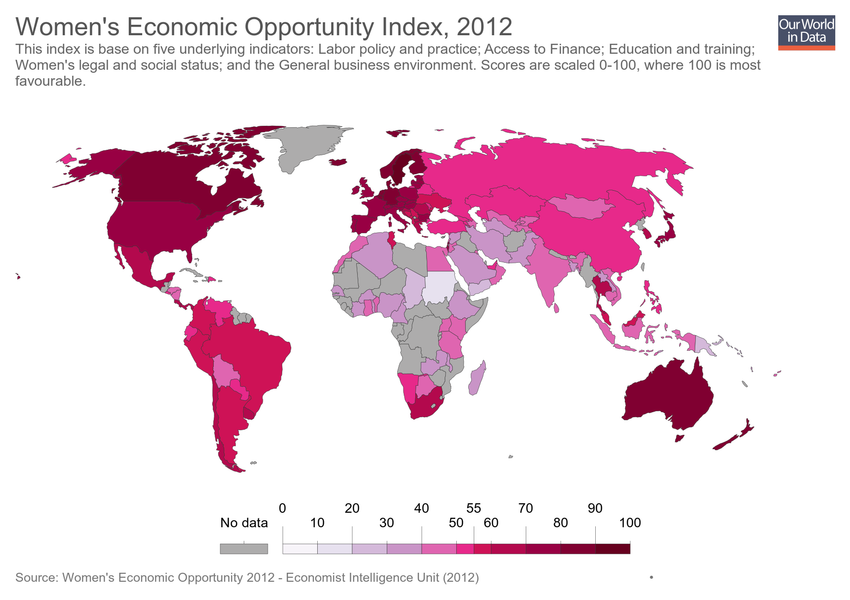 Women's Economic Opportunity Index, 2012
Our World
in Data
This index is base on five underlying indicators: Labor policy and practice; Access to Finance; Education and training;
Women's legal and social status; and the General business environment. Scores are scaled 0-100, where 100 is most
favourable.
0 20 40 55 70 90
No data 10 30 50 60 80 100
Source: Women's Economic Opportunity 2012 - Economist Intelligence Unit (2012)